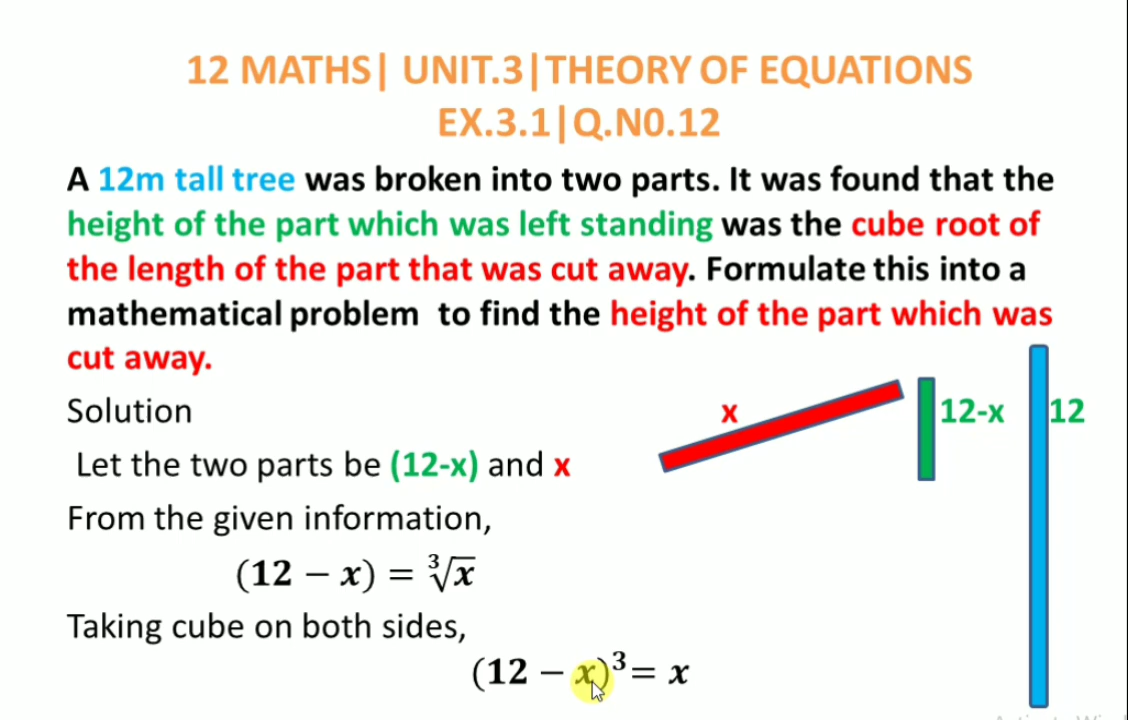 12 MATHS| UNIT.3|THEORY OF EQUATIONS
EX.3.1|Q.N0.12
A 12m tall tree was broken into two parts. It was found that the
height of the part which was left standing was the cube root of
the length of the part that was cut away. Formulate this into a
mathematical problem to find the height of the part which was
cut away.
Solution
x
12-x
12
Let the two parts be (12-x) and x
From the given information,
(12 − x) = ∛x
Taking cube on both sides,
(12 − x)³= x